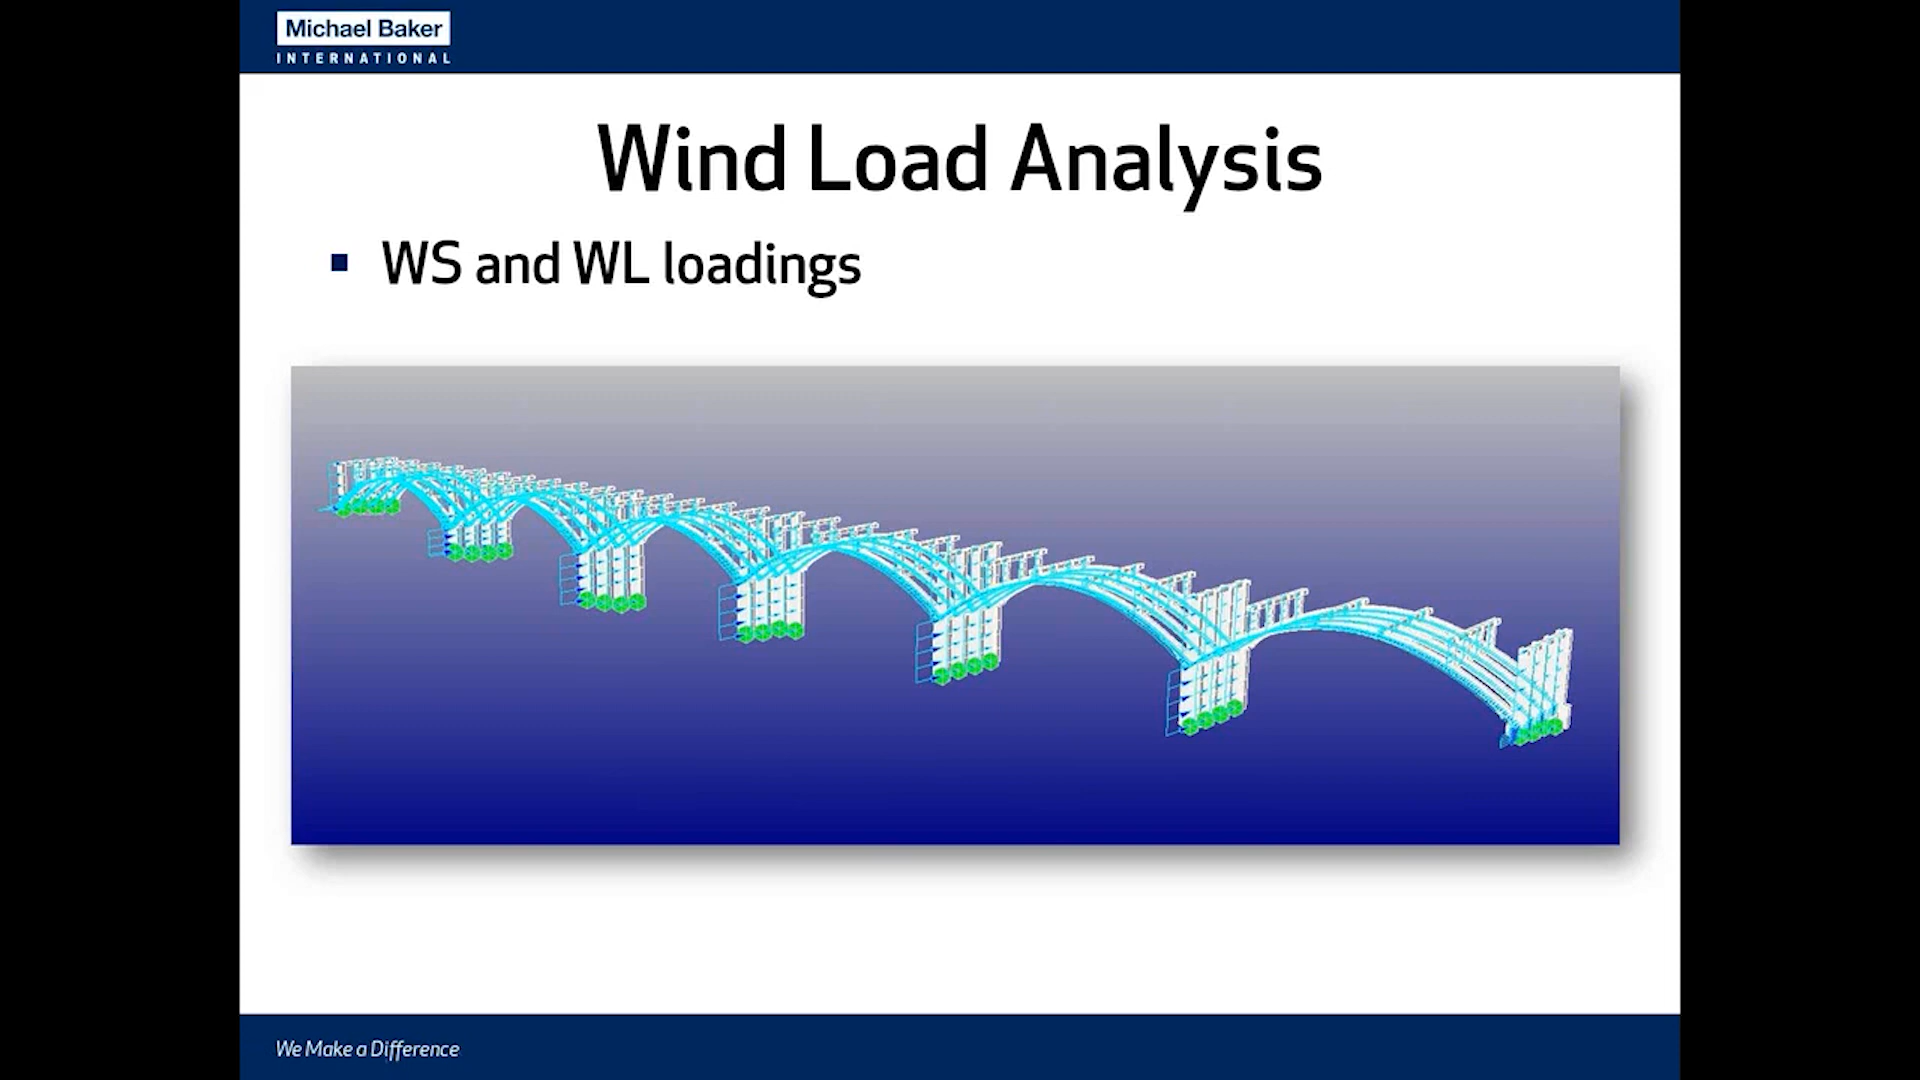 Michael Baker
INTERNATIONAL
Wind Load Analysis
WS and WL loadings
We Make a Difference